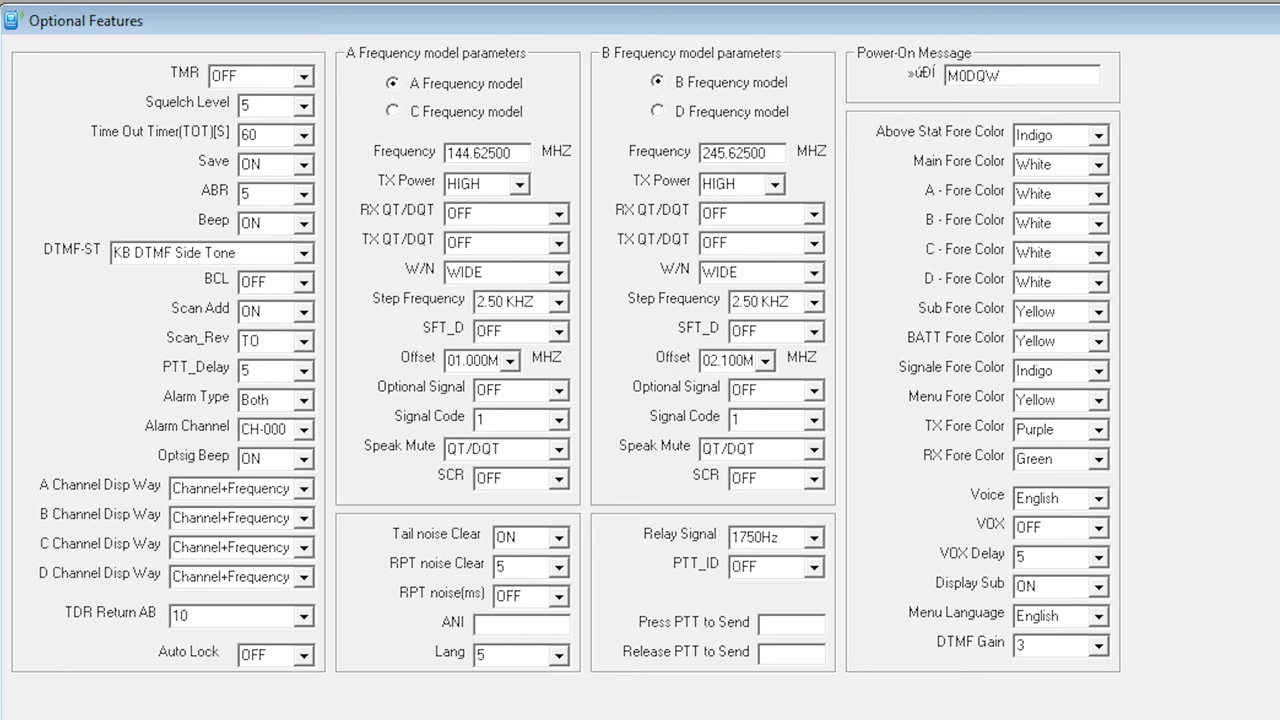 Optional Features
TMR OFF
Squelch Level 5
Time Out Timer(TOT)[S] 60
Save ON
ABR 5
Beep ON
DTMF-ST KB DTMF Side Tone
BCL OFF
Scan Add ON
Scan_Rev TO
PTT_Delay 5
Alarm Type Both
Alarm Channel CH-000
Optsig Beep ON
A Channel Disp Way Channel+Frequency
B Channel Disp Way Channel+Frequency
C Channel Disp Way Channel+Frequency
D Channel Disp Way Channel+Frequency
TDR Return AB 10
Auto Lock OFF
A Frequency model parameters
A Frequency model
C Frequency model
Frequency 144.62500 MHZ
TX Power HIGH
RX QT/DQT OFF
TX QT/DQT OFF
W/N WIDE
Step Frequency 2.50 KHZ
SFT_D OFF
Offset 01.000M MHZ
Optional Signal OFF
Signal Code 1
Speak Mute QT/DQT
SCR OFF
Tail noise Clear ON
RPT noise Clear 5
RPT noise(ms) OFF
ANI
Lang 5
B Frequency model parameters
B Frequency model
D Frequency model
Frequency 245.62500 MHZ
TX Power HIGH
RX QT/DQT OFF
TX QT/DQT OFF
W/N WIDE
Step Frequency 2.50 KHZ
SFT_D OFF
Offset 02.100M MHZ
Optional Signal OFF
Signal Code 1
Speak Mute QT/DQT
SCR OFF
Relay Signal 1750Hz
PTT_ID OFF
Press PTT to Send
Release PTT to Send
Power-On Message
»úÐÍ M0DQW
Above Stat Fore Color Indigo
Main Fore Color White
A - Fore Color White
B - Fore Color White
C - Fore Color White
D - Fore Color White
Sub Fore Color Yellow
BATT Fore Color Yellow
Signale Fore Color Indigo
Menu Fore Color Yellow
TX Fore Color Purple
RX Fore Color Green
Voice English
VOX OFF
VOX Delay 5
Display Sub ON
Menu Language English
DTMF Gain 3